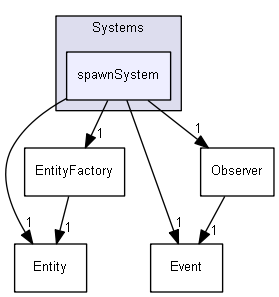 Systems
spawnSystem
1
1
EntityFactory
Observer
1
1
1
1
Entity
Event